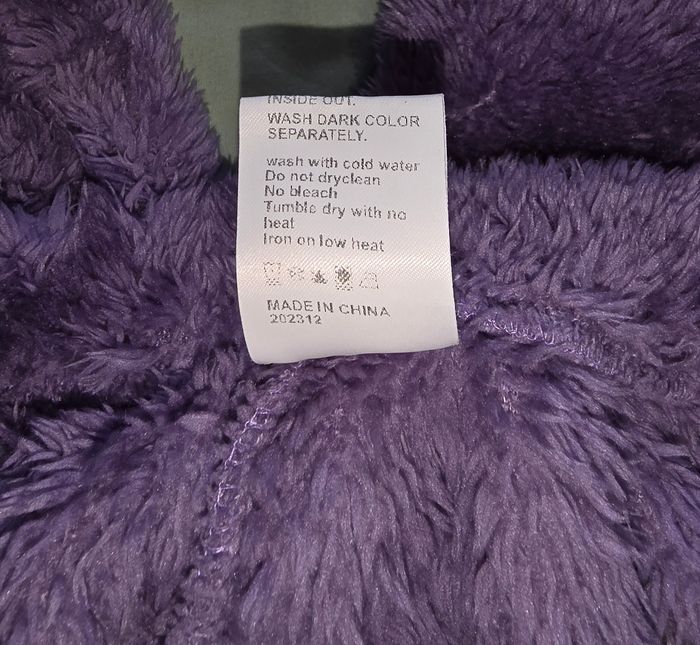 INSIDE OUT.
WASH DARK COLOR
SEPARATELY.
wash with cold water
Do not dryclean
No bleach
Tumble dry with no
heat
Iron on low heat
MADE IN CHINA
202312